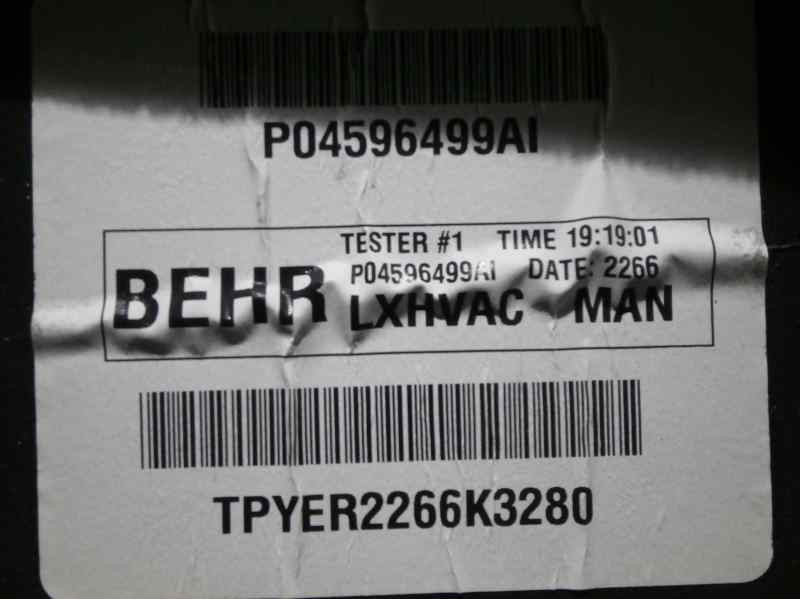 P04596499AI
TESTER #1 TIME 19:19:01
P04596499AI DATE: 2266
BEHR LXHVAC MAN
TPYER2266K3280